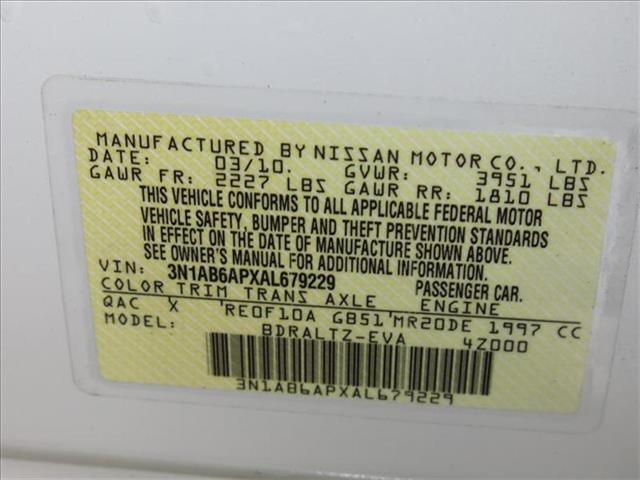 MANUFACTURED BY NISSAN MOTOR CO., LTD.
DATE: 03/10. GVWR: 3951 LBS
GAWR FR: 2227 LBS GAWR RR: 1810 LBS
THIS VEHICLE CONFORMS TO ALL APPLICABLE FEDERAL MOTOR
VEHICLE SAFETY, BUMPER AND THEFT PREVENTION STANDARDS
IN EFFECT ON THE DATE OF MANUFACTURE SHOWN ABOVE.
SEE OWNER'S MANUAL FOR ADDITIONAL INFORMATION.
VIN: 3N1AB6APXAL679229 PASSENGER CAR.
COLOR TRIM TRANS AXLE ENGINE
QAC X 'RE0F10A GB51'MR20DE 1997 CC
MODEL: BDRALTZ-EVA 4Z000
3N1AB6APXAL679229